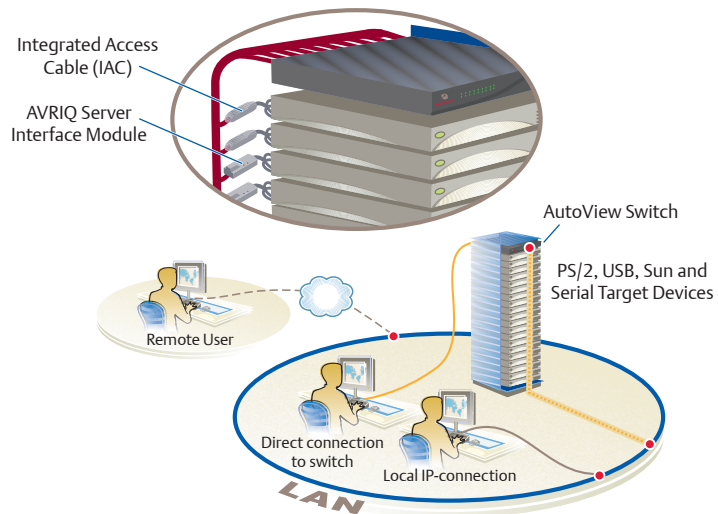 Integrated Access
Cable (IAC)
AVRIQ Server
Interface Module
AutoView Switch
PS/2, USB, Sun and
Serial Target Devices
Remote User
Direct connection
to switch
Local IP-connection
LAN